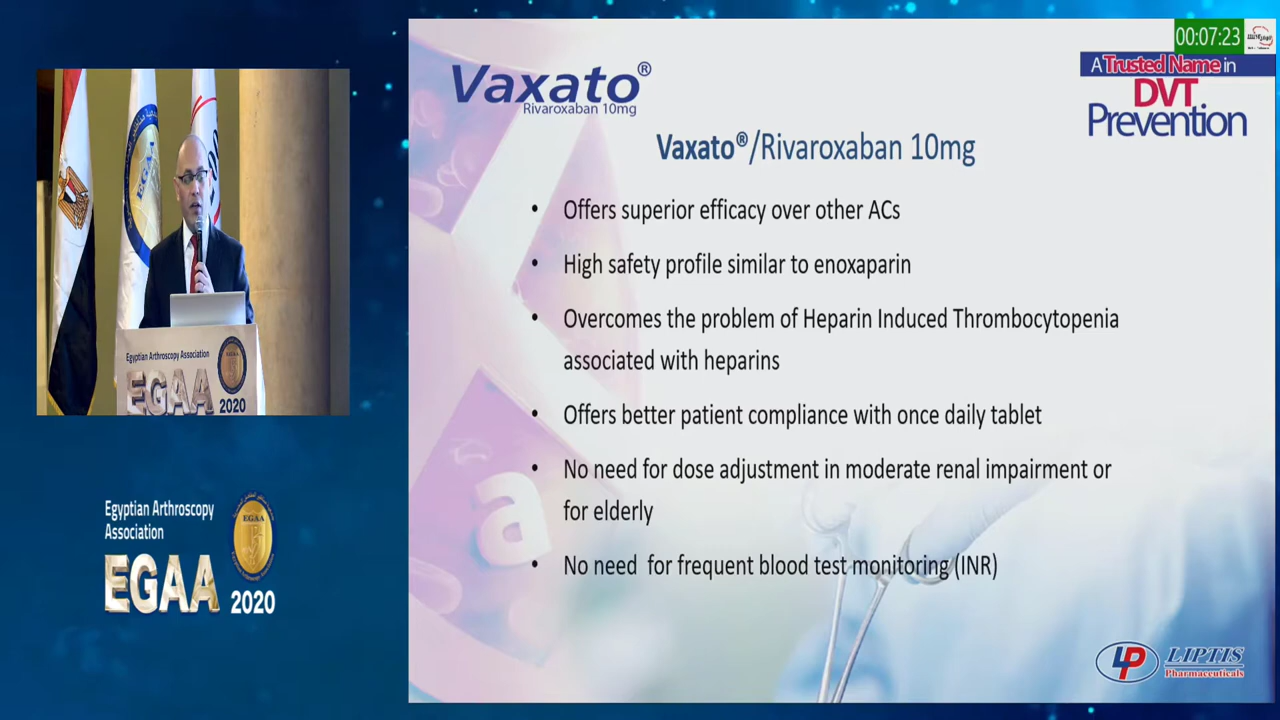 00:07:23
A Trusted Name in
DVT
Prevention
Vaxato®
Rivaroxaban 10mg
Vaxato®/Rivaroxaban 10mg
• Offers superior efficacy over other ACs
• High safety profile similar to enoxaparin
• Overcomes the problem of Heparin Induced Thrombocytopenia
associated with heparins
• Offers better patient compliance with once daily tablet
• No need for dose adjustment in moderate renal impairment or
for elderly
• No need for frequent blood test monitoring (INR)
a
LP LIPTIS
Pharmaceuticals
Egyptian Arthroscopy Association
EGAA
2020
Egyptian Arthroscopy
Association
EGAA
EGAA
2020